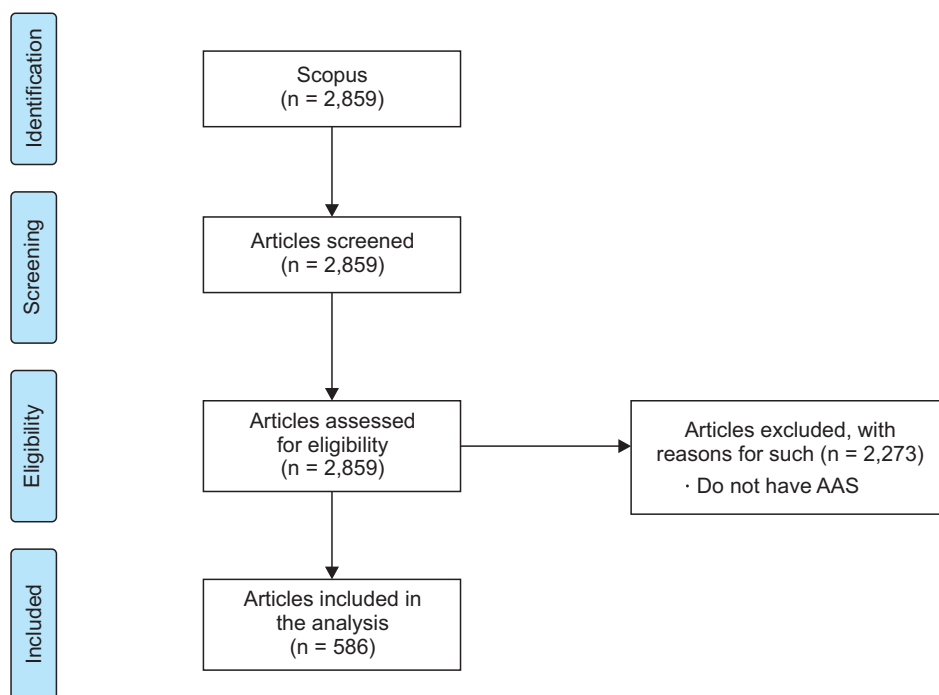 Identification
Scopus
(n = 2,859)
Screening
Articles screened
(n = 2,859)
Eligibility
Articles assessed
for eligibility
(n = 2,859)
Articles excluded, with
reasons for such (n = 2,273)
· Do not have AAS
Included
Articles included in
the analysis
(n = 586)